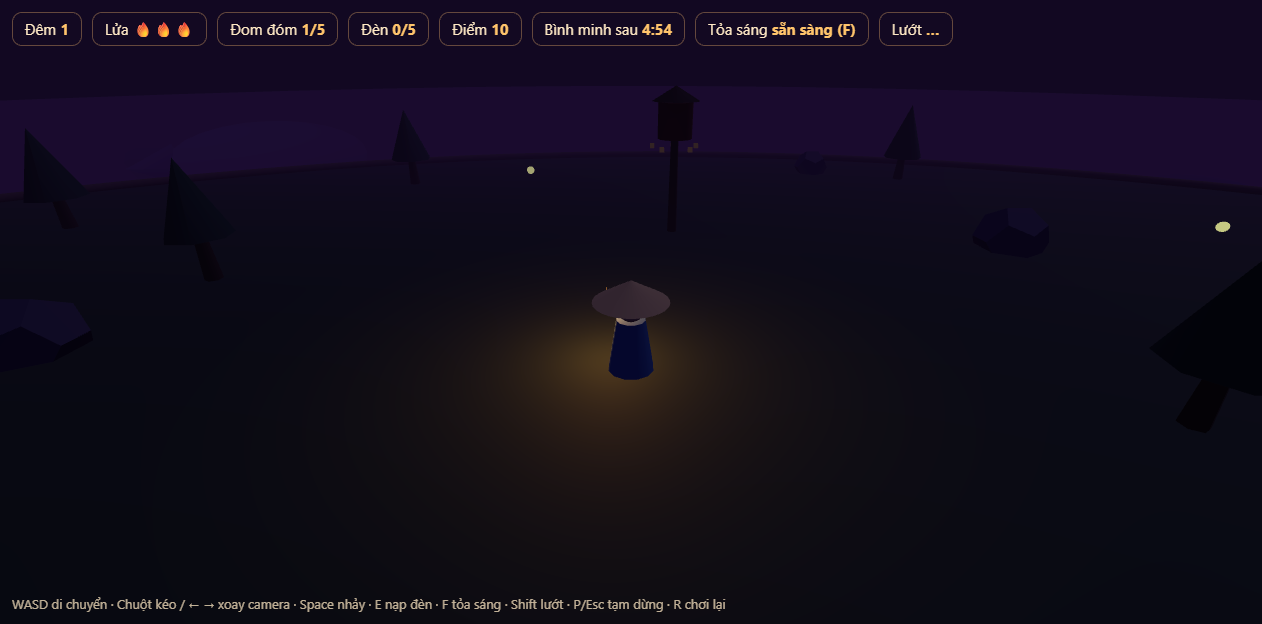 Đêm 1 Lửa 🔥🔥🔥 Đom đóm 1/5 Đèn 0/5 Điểm 10 Bình minh sau 4:54 Tỏa sáng sẵn sàng (F) Lướt ...
WASD di chuyển · Chuột kéo / ← → xoay camera · Space nhảy · E nạp đèn · F tỏa sáng · Shift lướt · P/Esc tạm dừng · R chơi lại